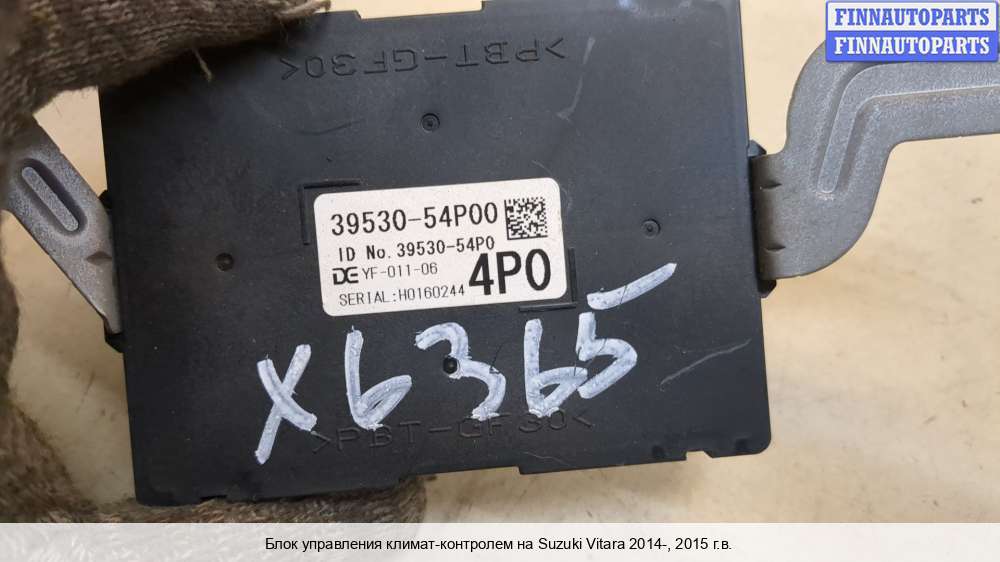 FINNAUTOPARTS
FINNAUTOPARTS
>PBT-GF30<
39530-54P00
ID No. 39530-54P0
DE YF-011-06
4P0
SERIAL:H0160244
X6365
>PBT-GF30<
Блок управления климат-контролем на Suzuki Vitara 2014-, 2015 г.в.